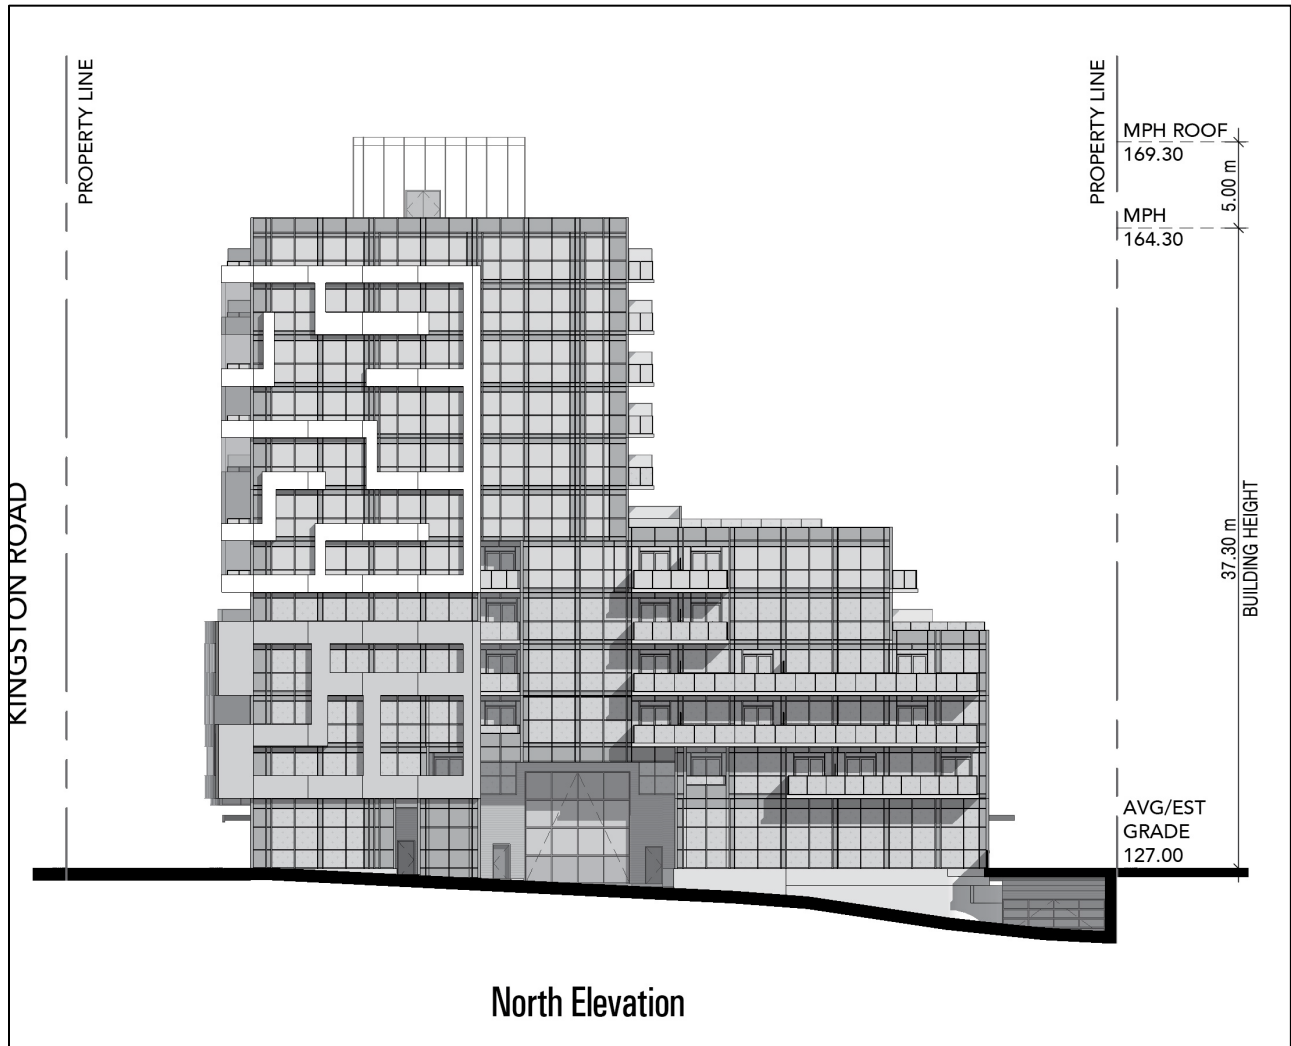 PROPERTY LINE
PROPERTY LINE
MPH ROOF
169.30
5.00 m
MPH
164.30
KINGSTON ROAD
37.30 m
BUILDING HEIGHT
AVG/EST
GRADE
127.00
North Elevation